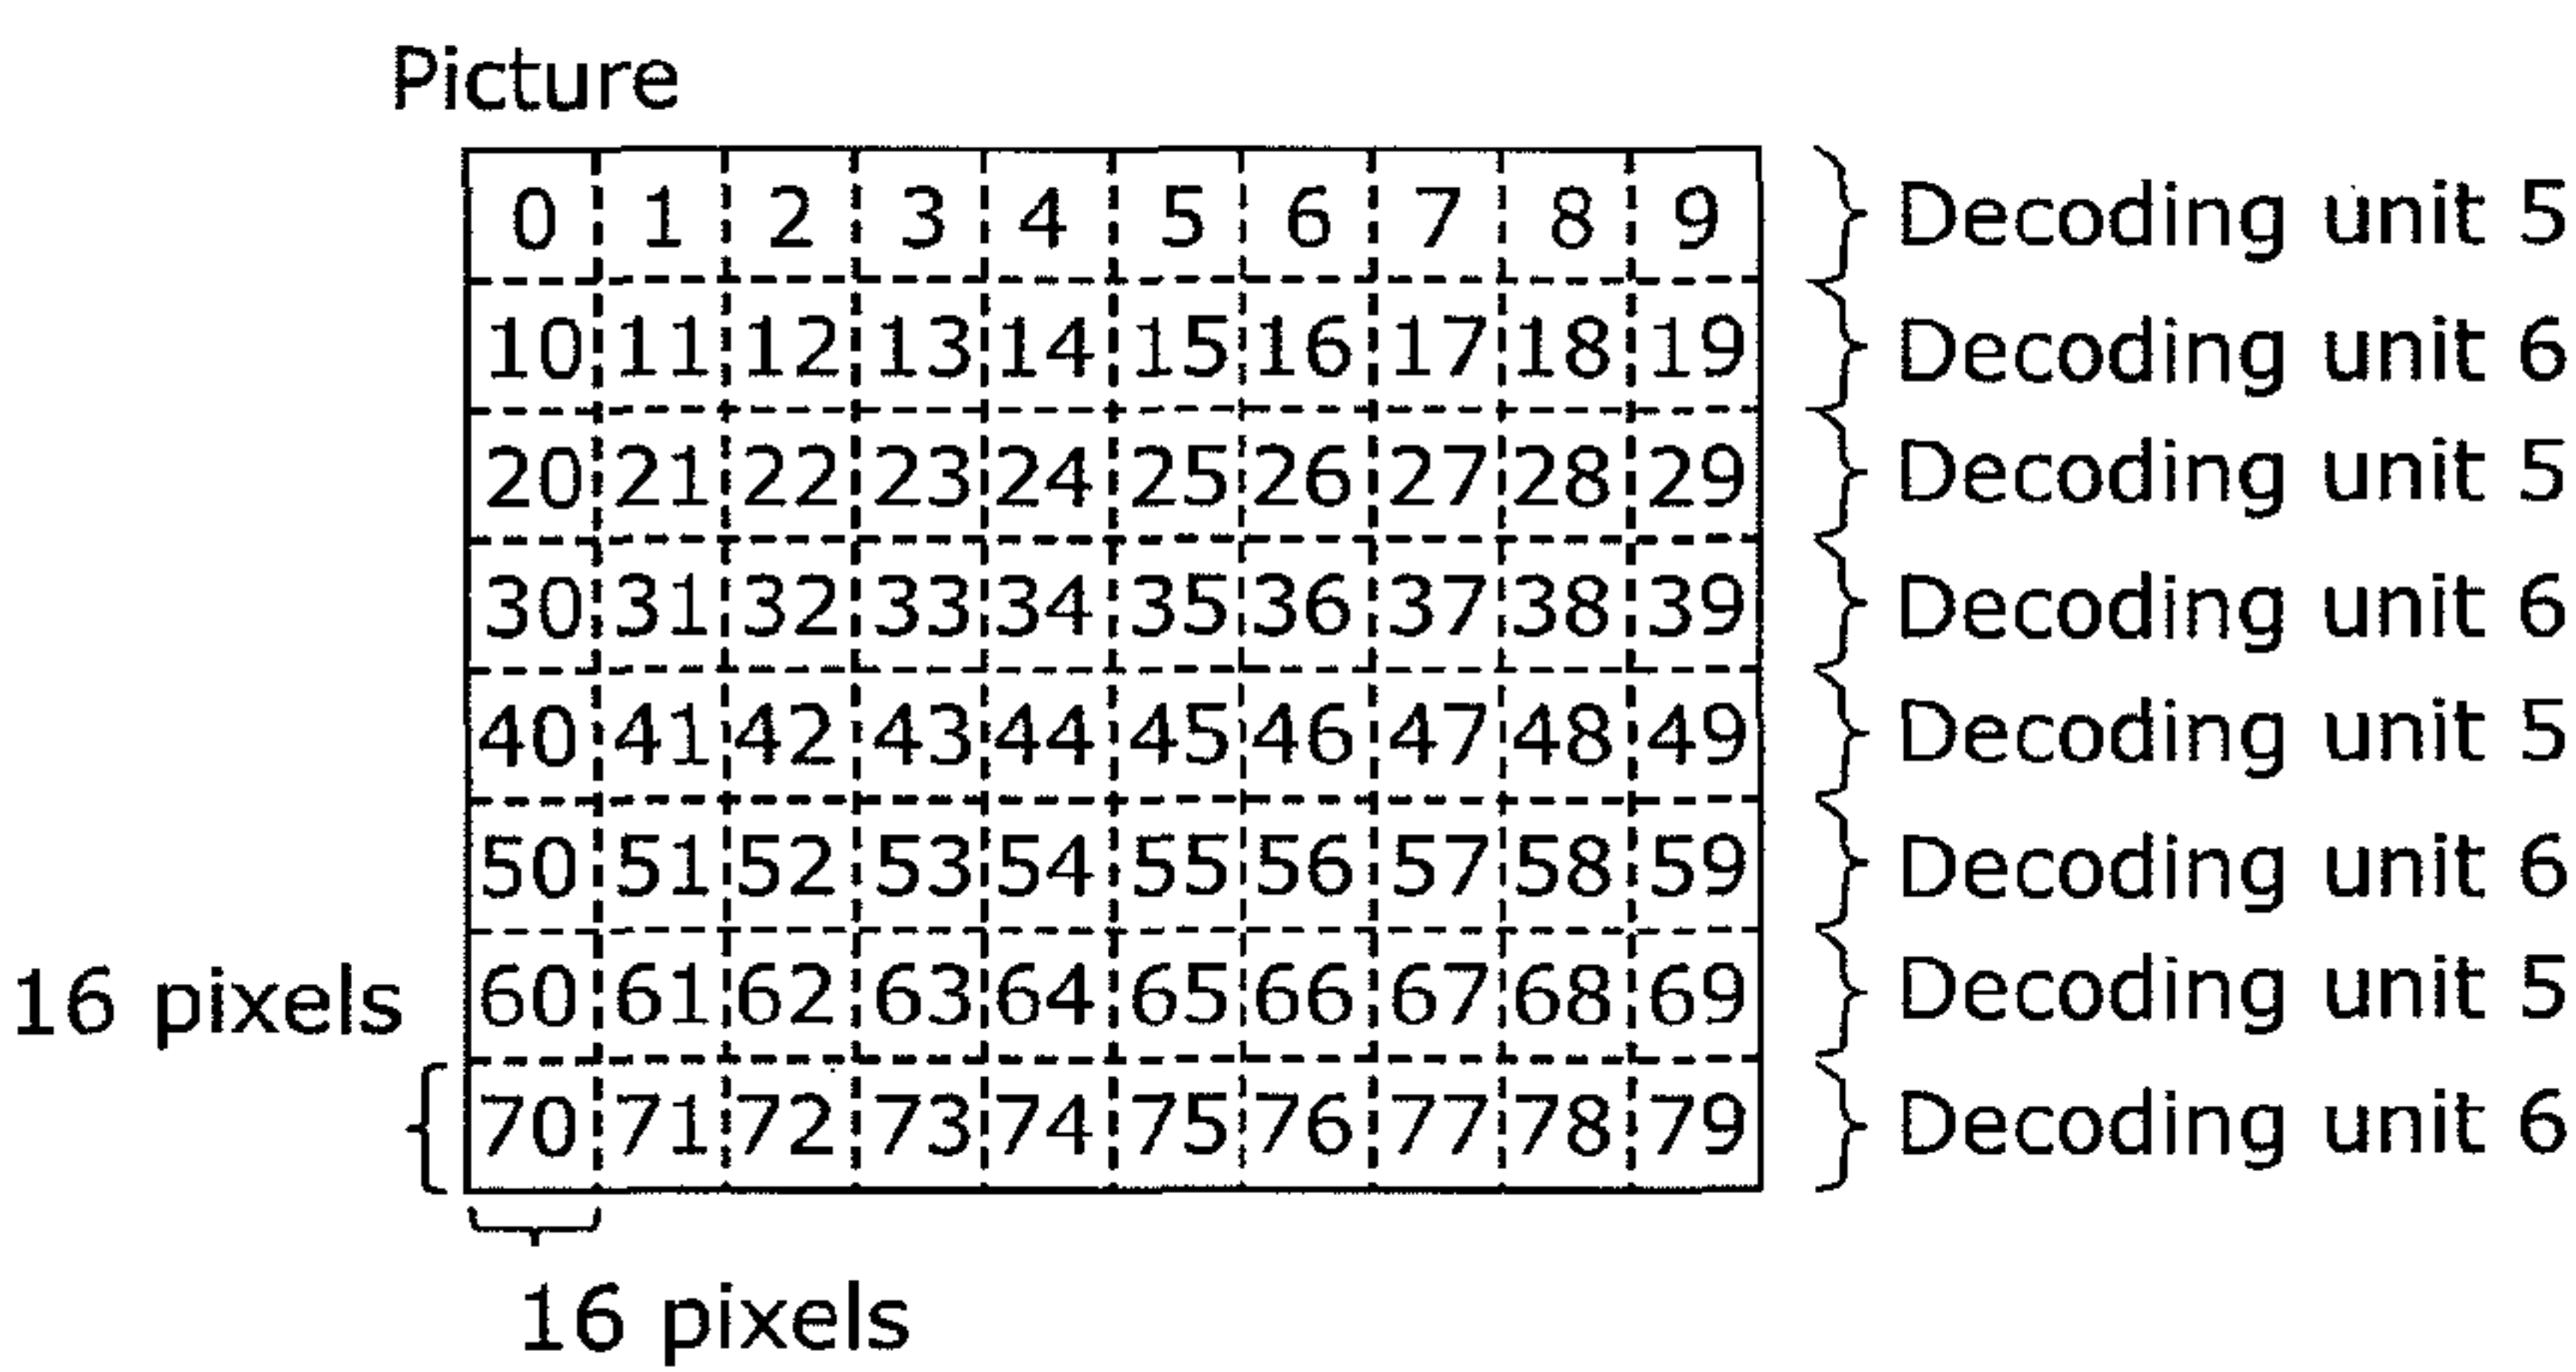 Picture
0 1 2 3 4 5 6 7 8 9 Decoding unit 5
10 11 12 13 14 15 16 17 18 19 Decoding unit 6
20 21 22 23 24 25 26 27 28 29 Decoding unit 5
30 31 32 33 34 35 36 37 38 39 Decoding unit 6
40 41 42 43 44 45 46 47 48 49 Decoding unit 5
50 51 52 53 54 55 56 57 58 59 Decoding unit 6
16 pixels 60 61 62 63 64 65 66 67 68 69 Decoding unit 5
70 71 72 73 74 75 76 77 78 79 Decoding unit 6
16 pixels